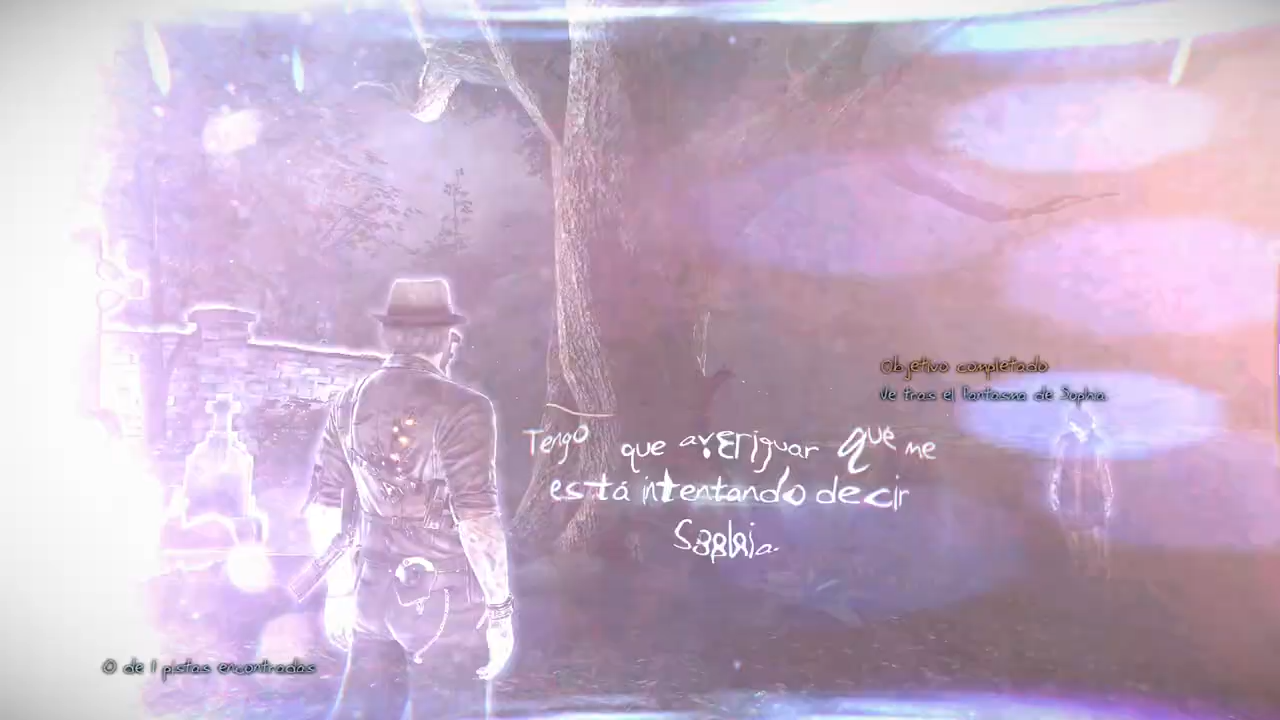 Objetivo completado
Ve tras el fantasma de Sophia.
Tengo que averiguar qué me
está intentando decir
Sophia.
0 de 1 pistas encontradas